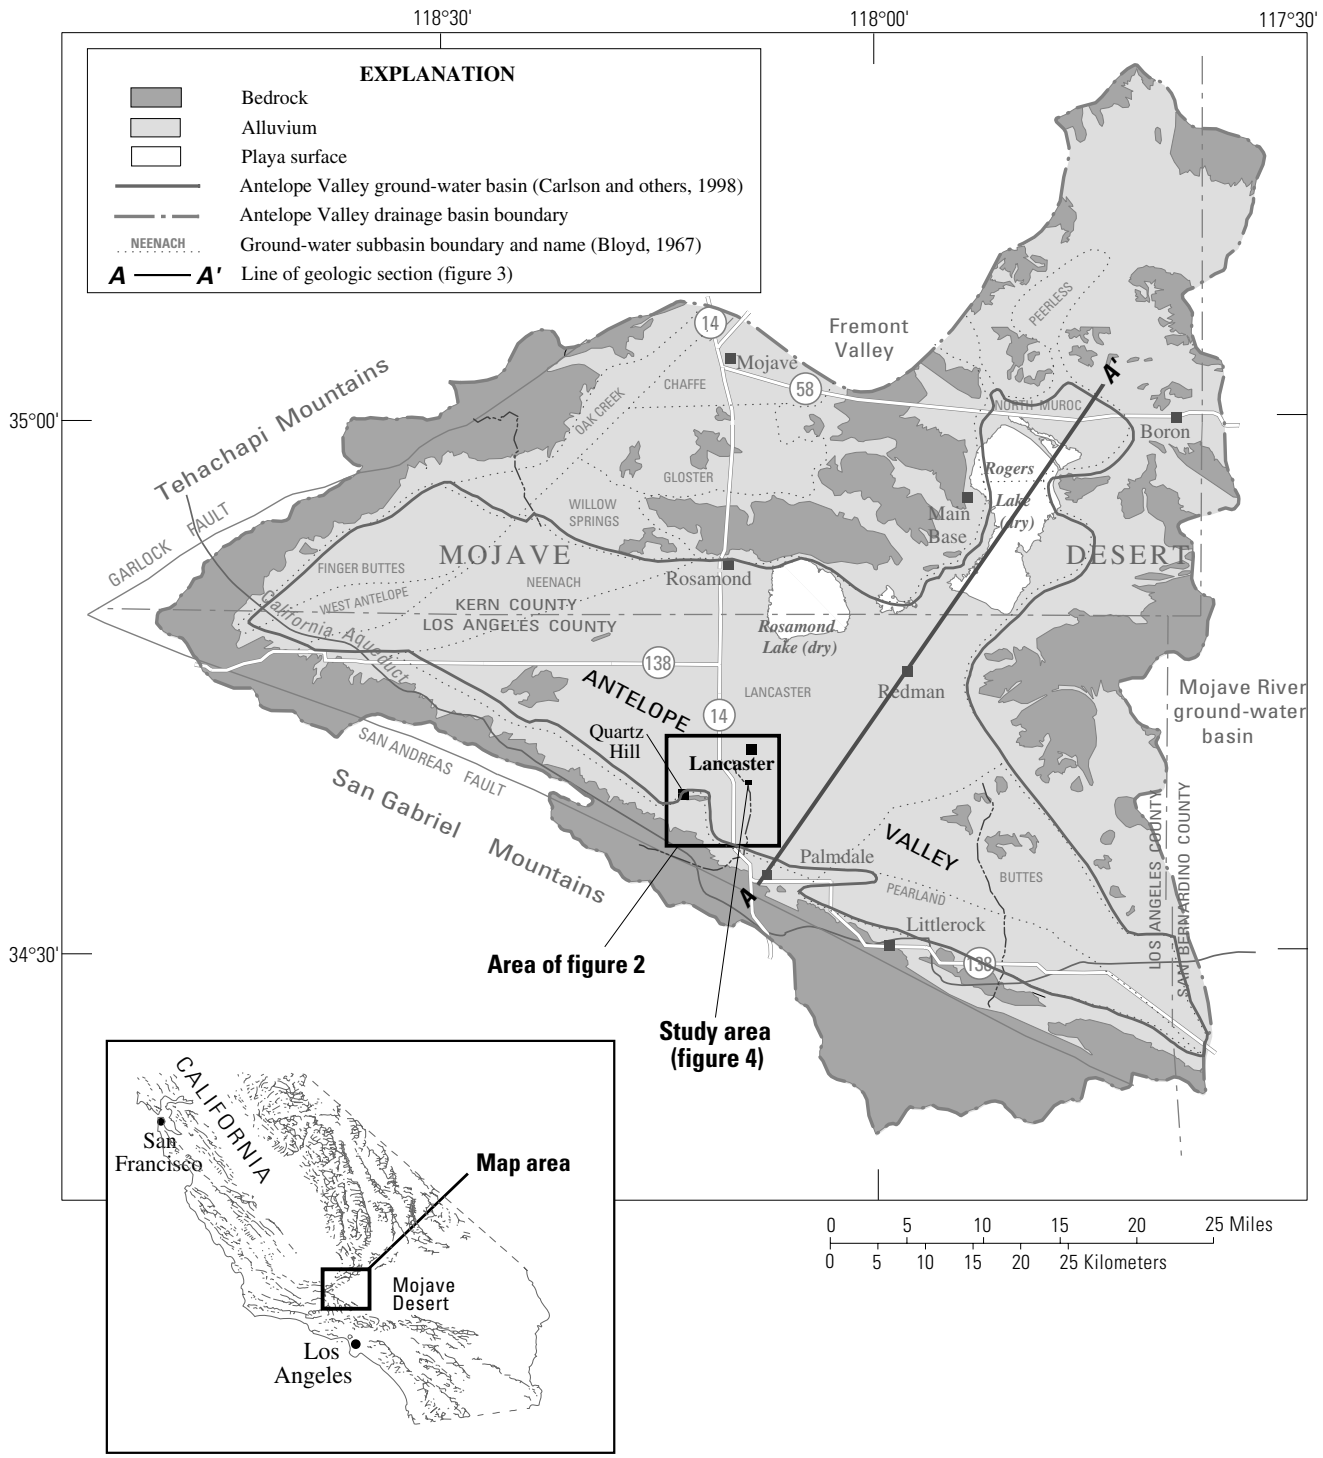 118°30'
118°00'
117°30'
EXPLANATION
Bedrock
Alluvium
Playa surface
Antelope Valley ground-water basin (Carlson and others, 1998)
Antelope Valley drainage basin boundary
NEENACH
Ground-water subbasin boundary and name (Bloyd, 1967)
A A'
Line of geologic section (figure 3)
14
Mojave
58
Fremont
Valley
PEERLESS
A'
CHAFFE
OAK CREEK
NORTH MUROC
Boron
35°00'
Tehachapi Mountains
GARLOCK FAULT
GLOSTER
WILLOW
SPRINGS
Rogers
Lake
(dry)
Main
Base
MOJAVE
DESERT
FINGER BUTTES
NEENACH
WEST ANTELOPE
Rosamond
KERN COUNTY
LOS ANGELES COUNTY
California Aqueduct
Rosamond
Lake (dry)
138
ANTELOPE
LANCASTER
Redman
Mojave River
ground-water
basin
14
Quartz
Hill
Lancaster
SAN ANDREAS FAULT
San Gabriel Mountains
VALLEY
Palmdale
BUTTES
PEARLAND
A
Littlerock
138
LOS ANGELES COUNTY
SAN BERNARDINO COUNTY
34°30'
Area of figure 2
Study area
(figure 4)
CALIFORNIA
San
Francisco
Map area
Mojave
Desert
Los
Angeles
0 5 10 15 20 25 Miles
0 5 10 15 20 25 Kilometers